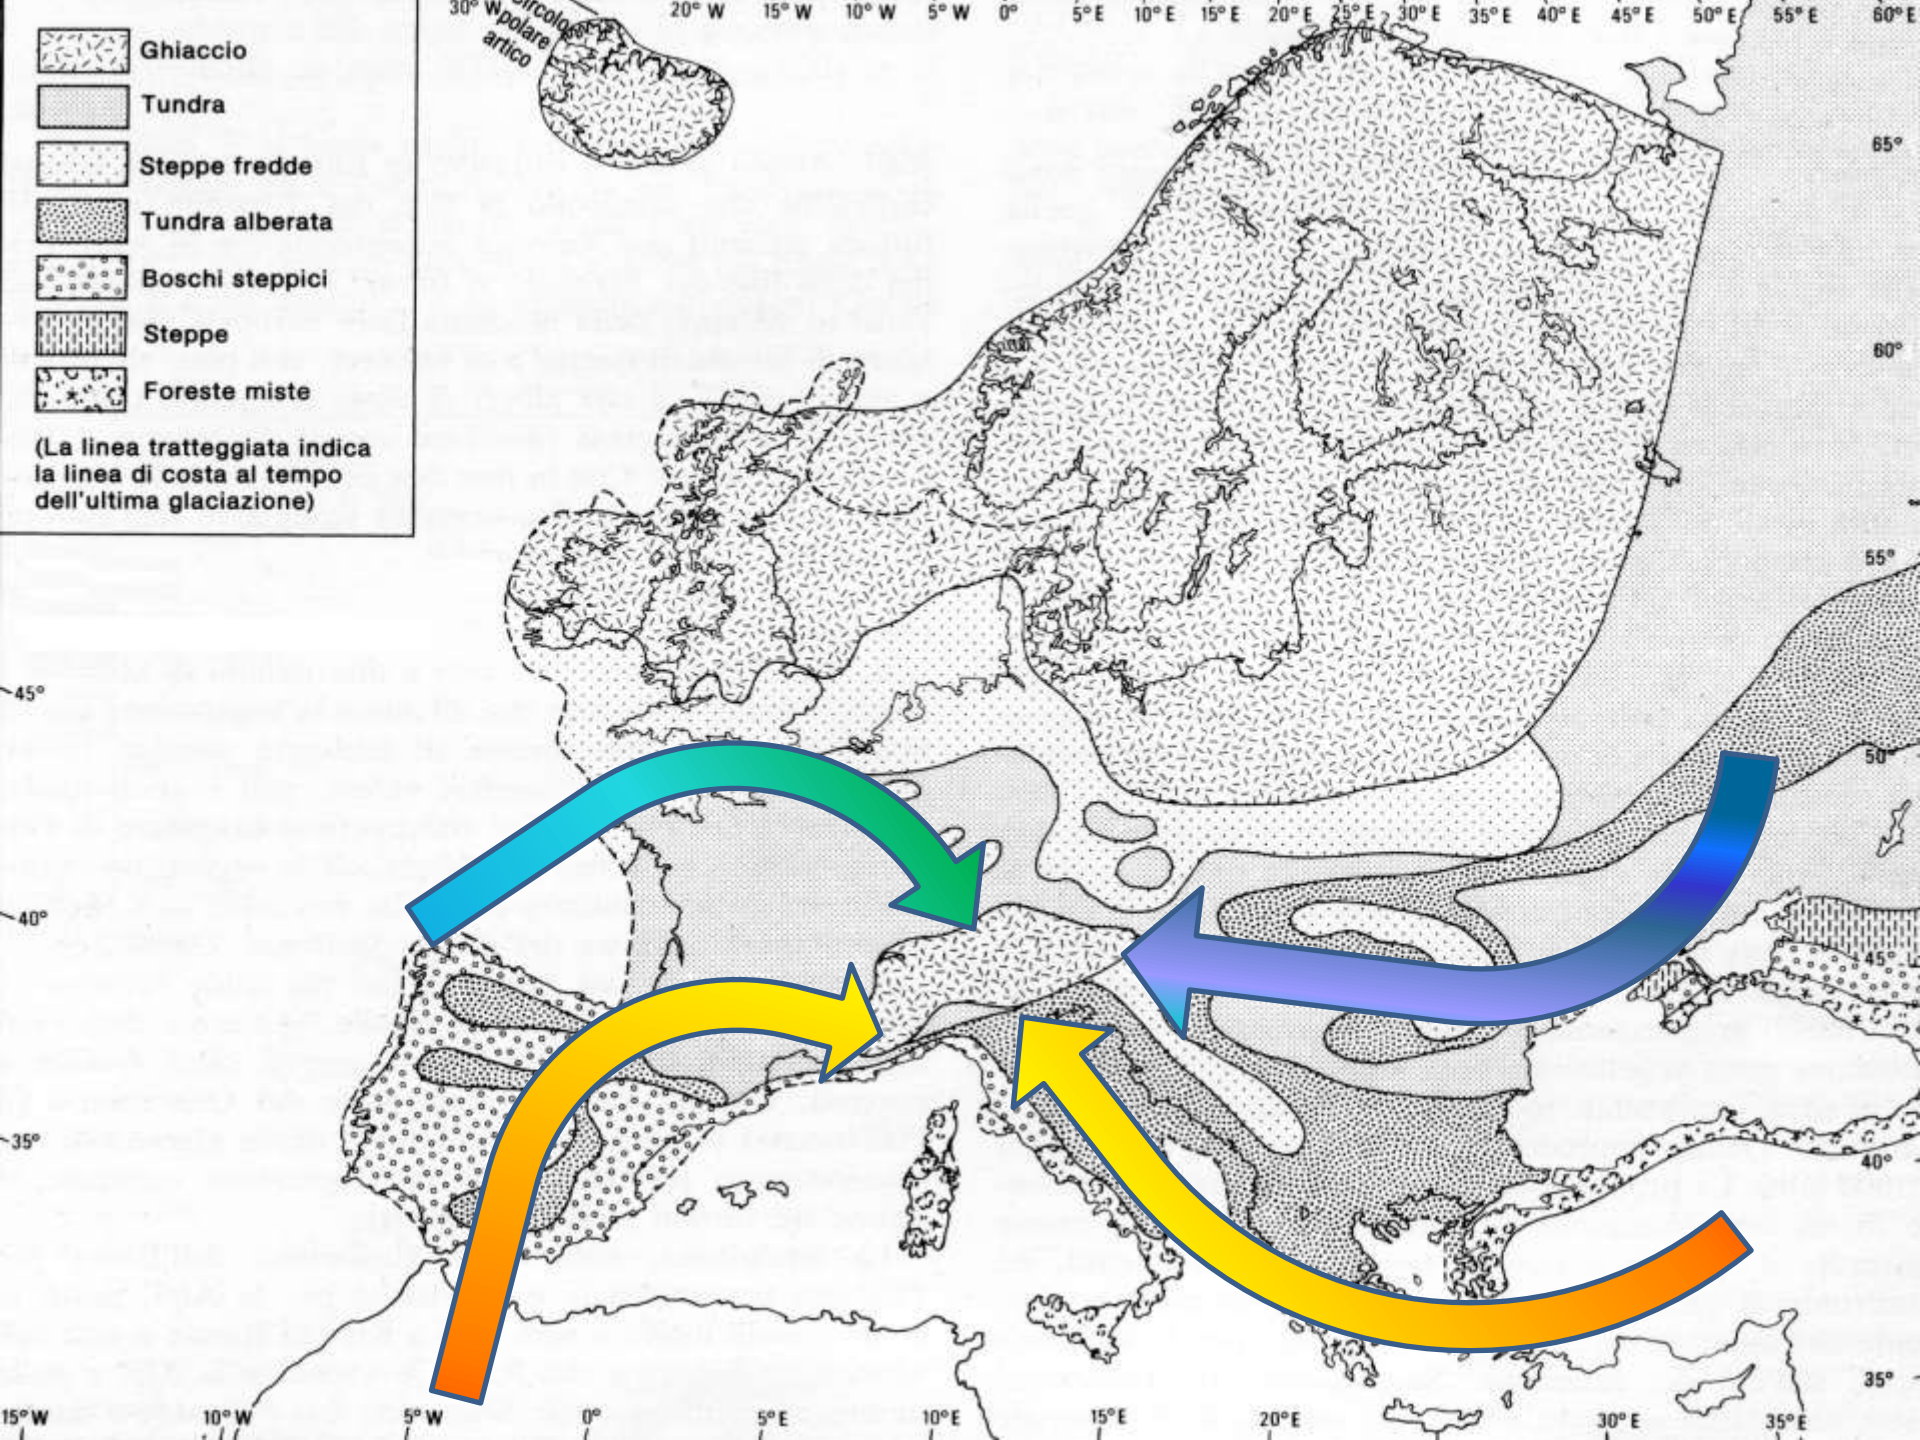 Ghiaccio
Tundra
Steppe fredde
Tundra alberata
Boschi steppici
Steppe
Foreste miste
(La linea tratteggiata indica
la linea di costa al tempo
dell'ultima glaciazione)
30° W
Circolo
polare
artico
20° W 15° W 10° W 5° W 0° 5° E 10° E 15° E 20° E 25° E 30° E 35° E 40° E 45° E 50° E 55° E 60° E
65°
60°
55°
45°
50°
40°
45°
35°
40°
35°
15°W 10°W 5°W 0° 5°E 10°E 15°E 20°E 30°E 35°E